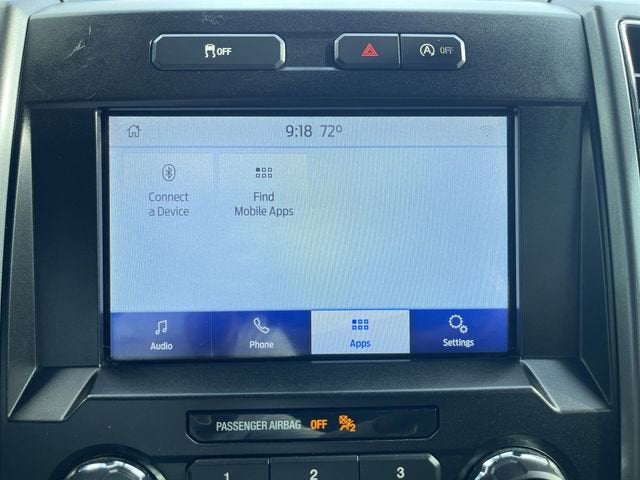 OFF
A OFF
9:18 72°
Connect
a Device
Find
Mobile Apps
Audio
Phone
Apps
Settings
PASSENGER AIRBAG OFF 2
1 2 3